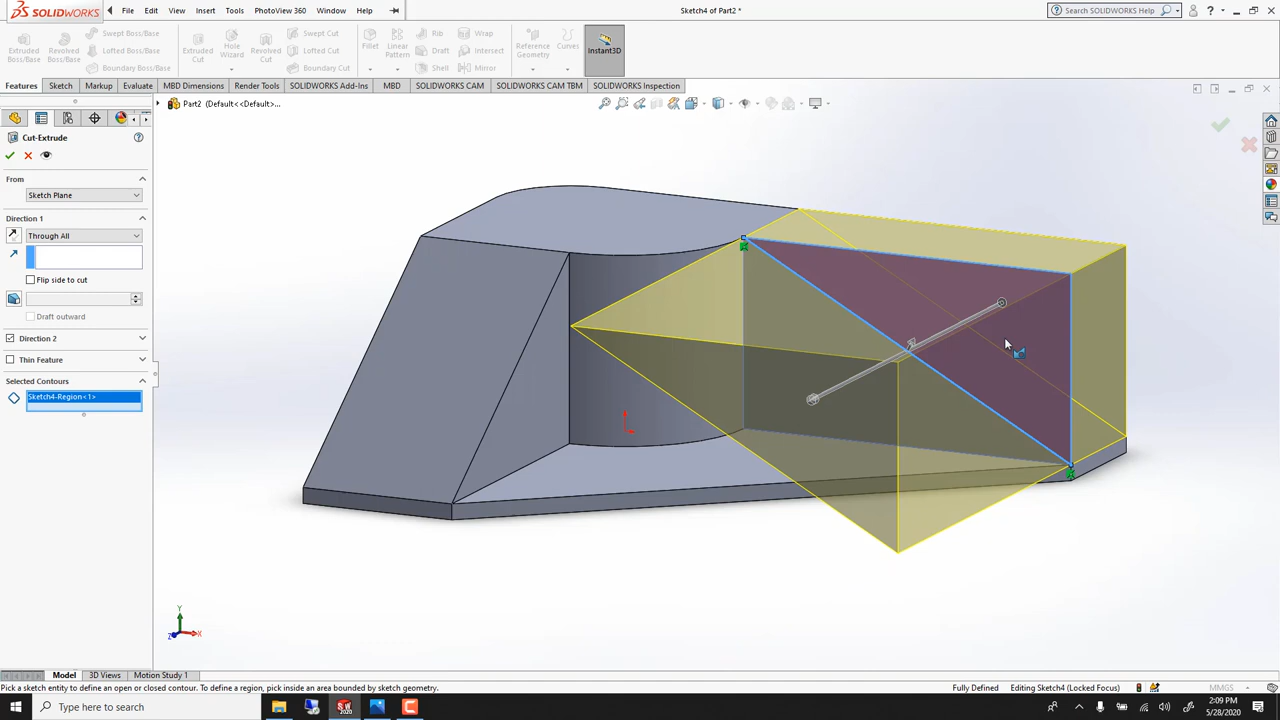 SOLIDWORKS File Edit View Insert Tools PhotoView 360 Window Help Sketch4 of Part2 * Search SOLIDWORKS Help
Extruded Boss/Base Revolved Boss/Base Swept Boss/Base Lofted Boss/Base Boundary Boss/Base Extruded Cut Hole Wizard Revolved Cut Swept Cut Lofted Cut Boundary Cut Fillet Linear Pattern Rib Draft Shell Wrap Intersect Mirror Reference Geometry Curves Instant3D
Features Sketch Markup Evaluate MBD Dimensions Render Tools SOLIDWORKS Add-Ins MBD SOLIDWORKS CAM SOLIDWORKS CAM TBM SOLIDWORKS Inspection
Part2 (Default<<Default>...
Cut-Extrude
From
Sketch Plane
Direction 1
Through All
Flip side to cut
Draft outward
Direction 2
Thin Feature
Selected Contours
Sketch4-Region<1>
Y
X
Z
Model 3D Views Motion Study 1
Pick a sketch entity to define an open or closed contour. To define a region, pick inside an area bounded by sketch geometry. Fully Defined Editing Sketch4 (Locked Focus) MMGS
Type here to search
2:09 PM
5/28/2020